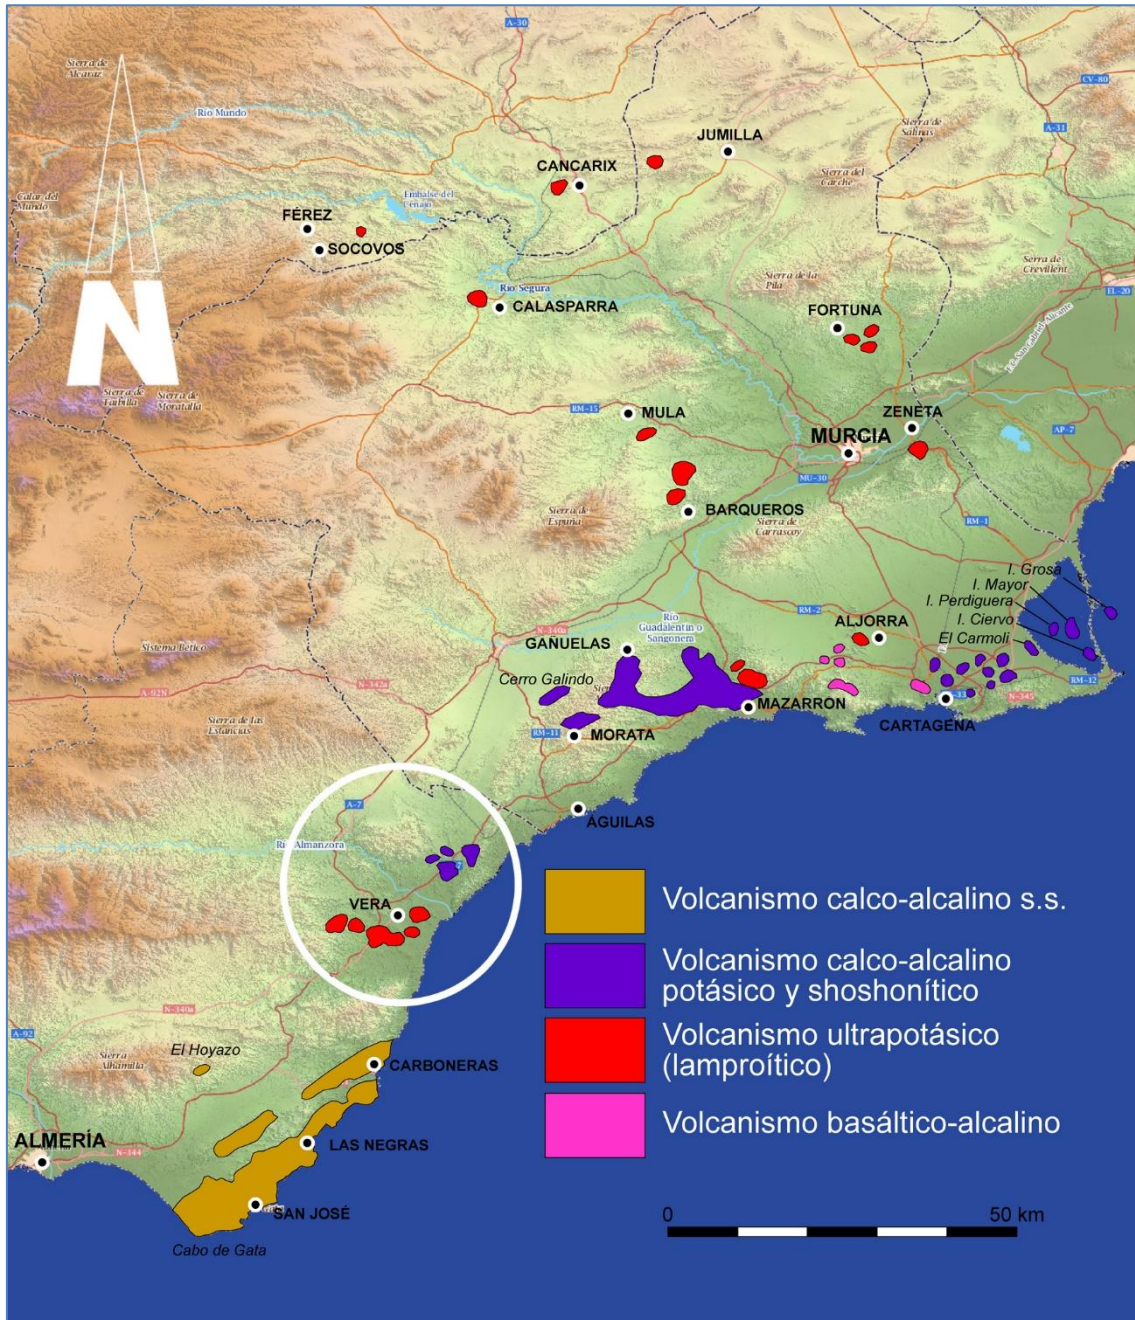 A-30
Sierra de
Alcaraz
CV-80
Río Mundo
JUMILLA
Sierra de
Salinas
A-31
CANCARIX
Calar del
Mundo
Embalse del
Cenajo
Sierra del
Carche
FÉREZ
SOCOVOS
Serra de
Crevillent
Sierra de la
Pila
EL-20
Río Segura
CALASPARRA
FORTUNA
N
Sierra de
Taibilla
Sierra de
Moratalla
RM-15
MULA
ZENETA
AP-7
MURCIA
MU-30
BARQUEROS
Sierra de
España
Sierra de
Carrascoy
RM-1
I. Grosa
I. Mayor
I. Perdiguera
I. Ciervo
El Carmoli
RM-2
ALJORRA
Río
Guadalentín o
Sangonera
N-340a
GAÑUELAS
Sistema Bético
A-92N
N-342a
Cerro Galindo
RM-12
N-345
MAZARRÓN
CARTAGENA
Sierra de las
Estancias
RM-11
MORATA
A-7
ÁGUILAS
Río Almanzora
VERA
Volcanismo calco-alcalino s.s.
Volcanismo calco-alcalino
potásico y shoshonítico
Volcanismo ultrapotásico
(lamproítico)
Volcanismo basáltico-alcalino
N-340a
A-92
Sierra
Alhamilla
El Hoyazo
CARBONERAS
ALMERÍA
N-344
LAS NEGRAS
SAN JOSÉ
Cabo de Gata
0 50 km